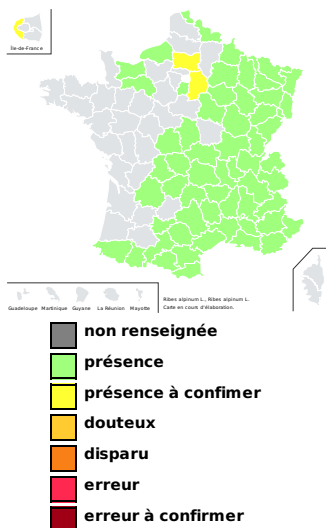 Île-de-France
Guadeloupe Martinique Guyane La Réunion Mayotte
Ribes alpinum L., Ribes alpinum L.
Carte en cours d'élaboration.
non renseignée
présence
présence à confimer
douteux
disparu
erreur
erreur à confirmer